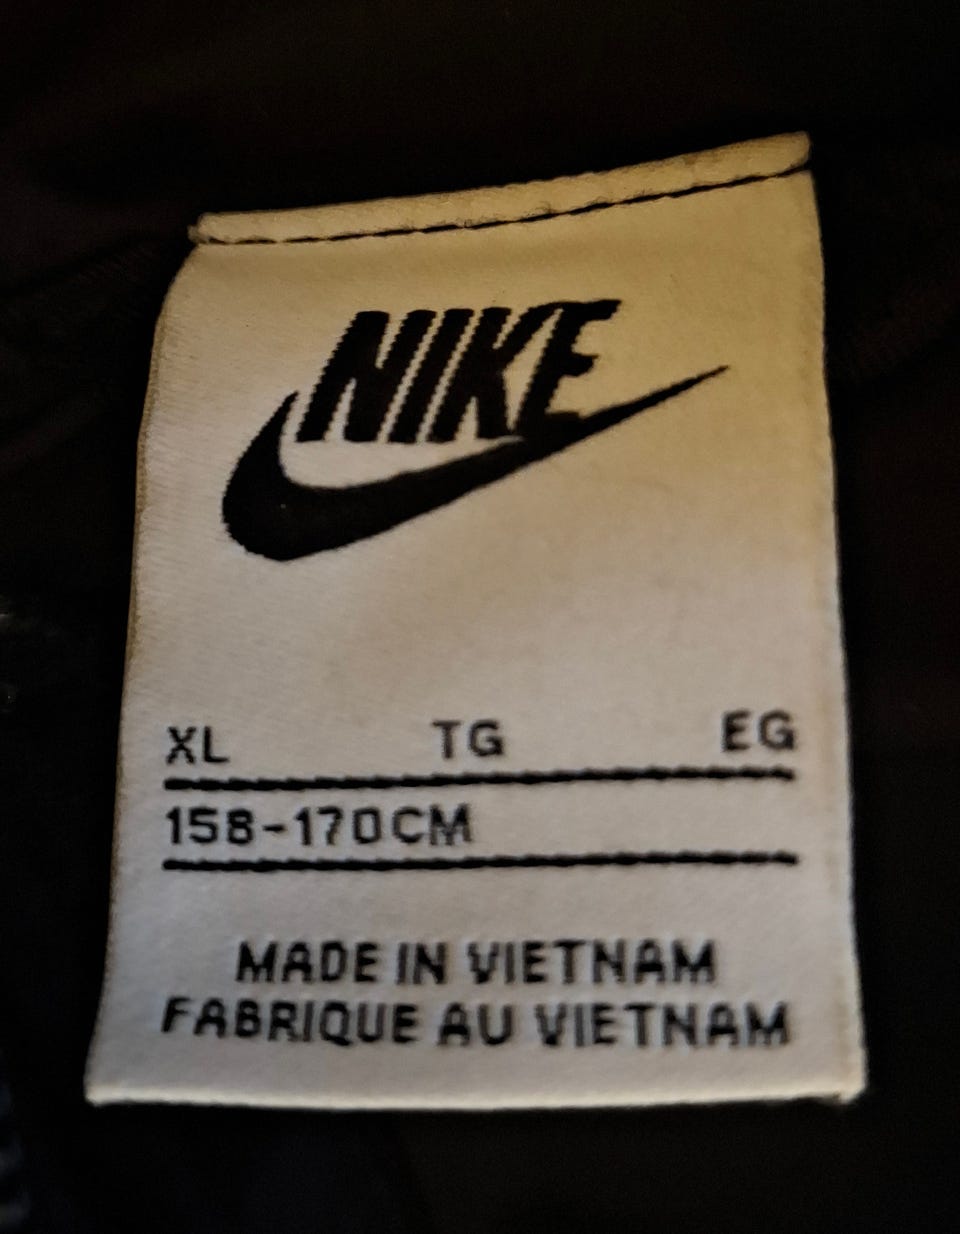 NIKE
XL TG EG
158-170CM
MADE IN VIETNAM
FABRIQUE AU VIETNAM